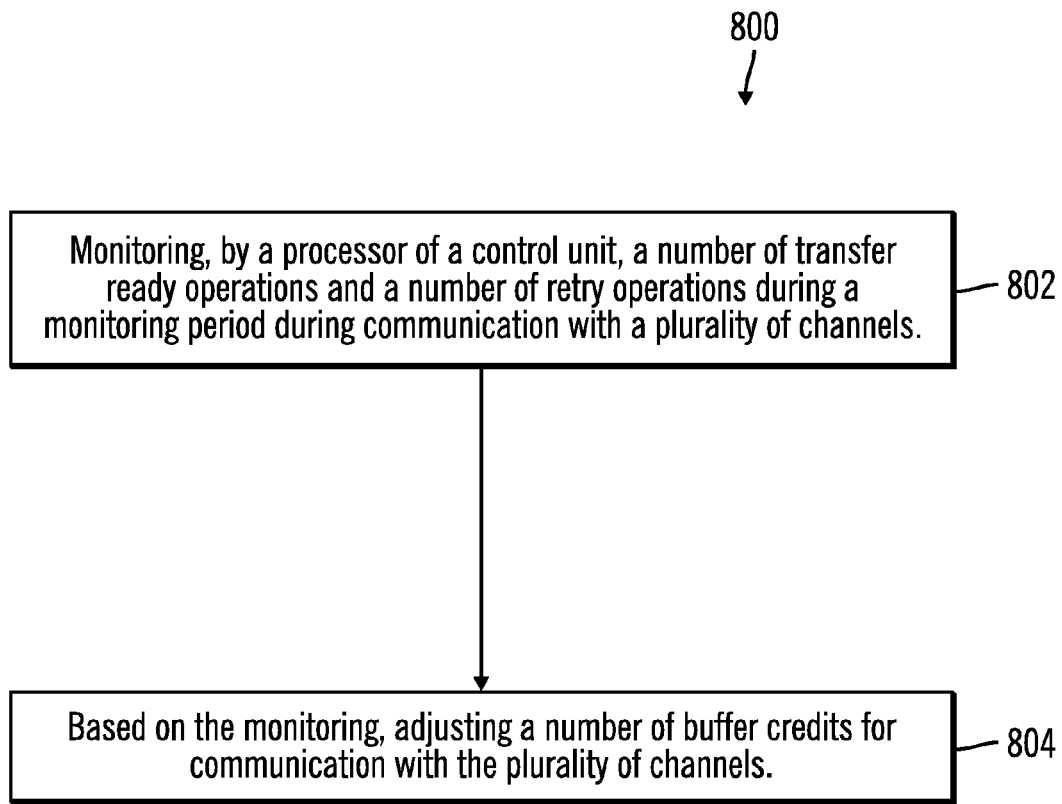 800
Monitoring, by a processor of a control unit, a number of transfer
ready operations and a number of retry operations during a
monitoring period during communication with a plurality of channels.
802
Based on the monitoring, adjusting a number of buffer credits for
communication with the plurality of channels.
804